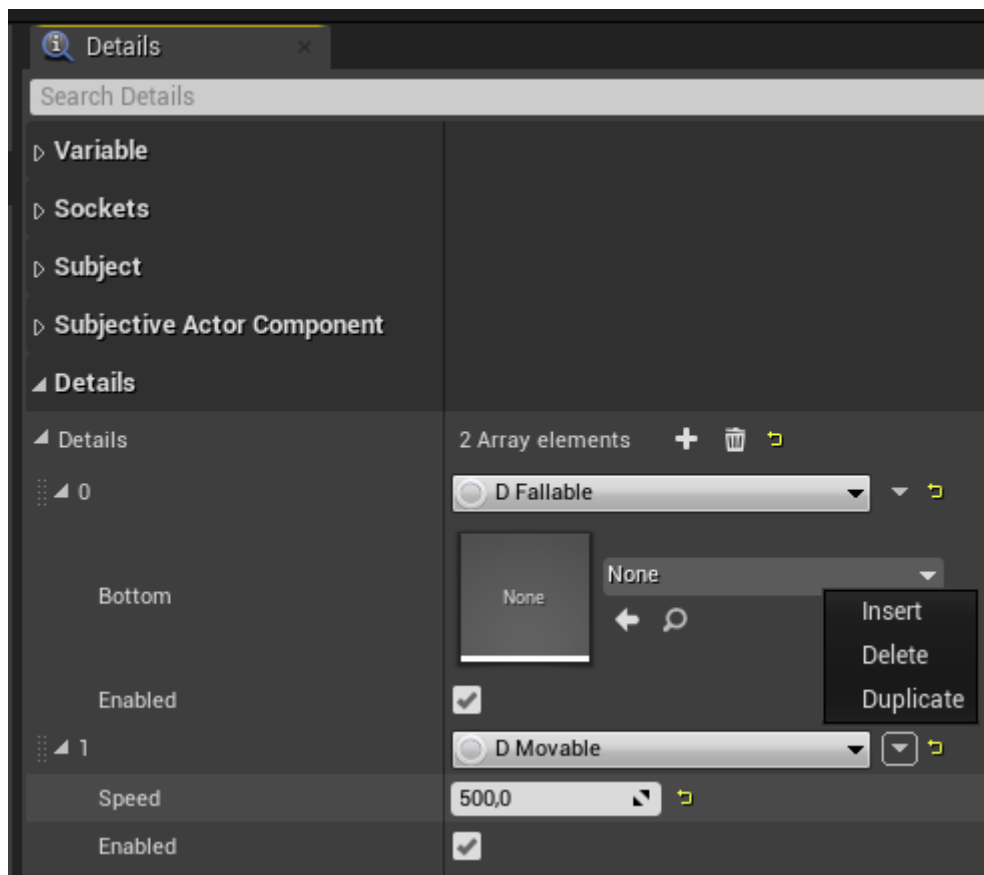 Details
Search Details
Variable
Sockets
Subject
Subjective Actor Component
Details
Details 2 Array elements
0 D Fallable
Bottom None None
Insert
Delete
Enabled Duplicate
1 D Movable
Speed 500,0
Enabled